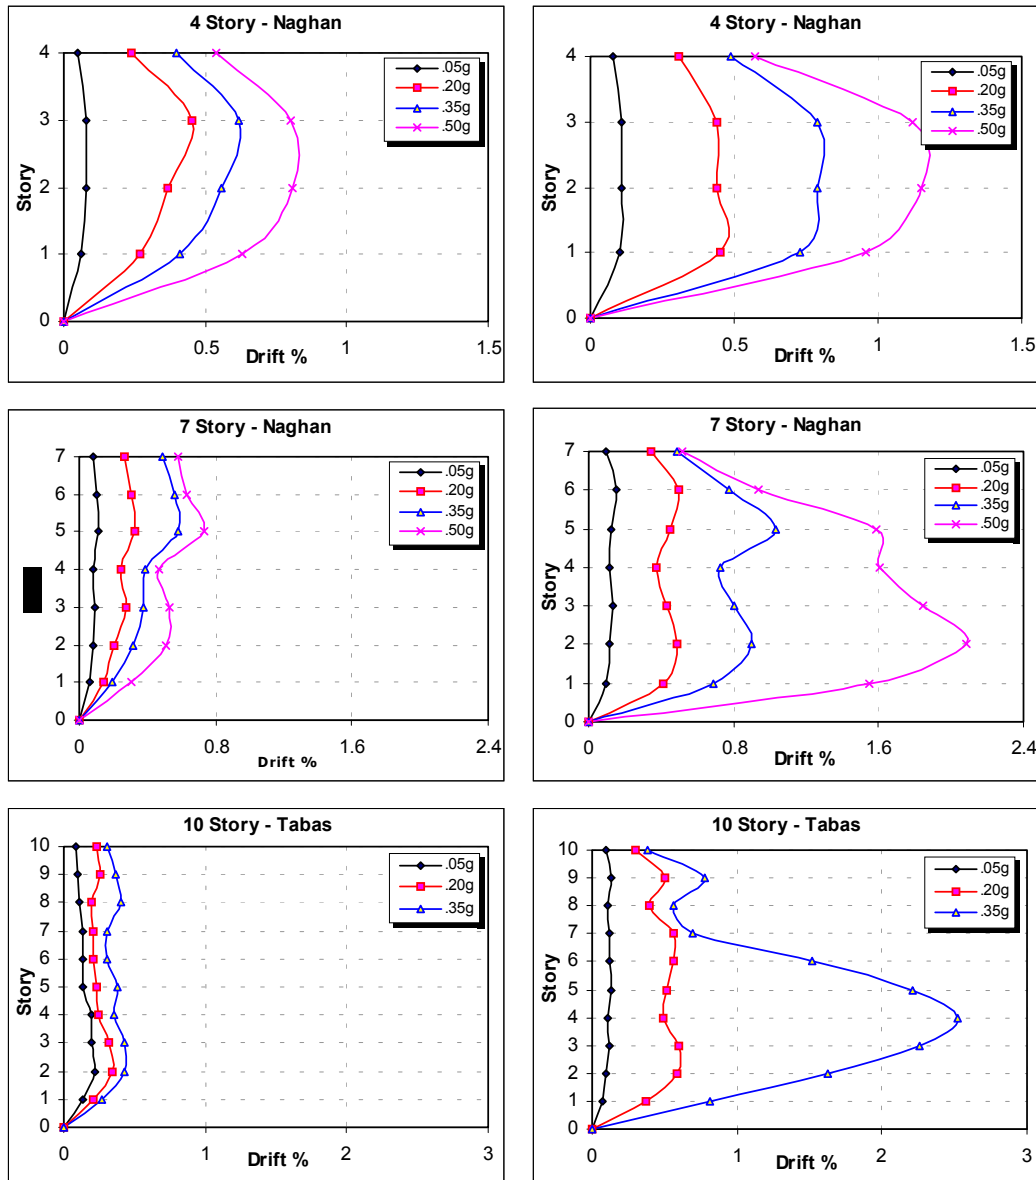 4 Story - Naghan
4
3
2
1
0
Story
0
0.5
1
1.5
Drift %
.05g
.20g
.35g
.50g
4 Story - Naghan
4
3
2
1
0
Story
0
0.5
1
1.5
Drift %
.05g
.20g
.35g
.50g
7 Story - Naghan
7
6
5
4
3
2
1
0
0
0.8
1.6
2.4
Drift %
.05g
.20g
.35g
.50g
7 Story - Naghan
7
6
5
4
3
2
1
0
Story
0
0.8
1.6
2.4
Drift %
.05g
.20g
.35g
.50g
10 Story - Tabas
10
9
8
7
6
5
4
3
2
1
0
Story
0
1
2
3
Drift %
.05g
.20g
.35g
10 Story - Tabas
10
9
8
7
6
5
4
3
2
1
0
Story
0
1
2
3
Drift %
.05g
.20g
.35g